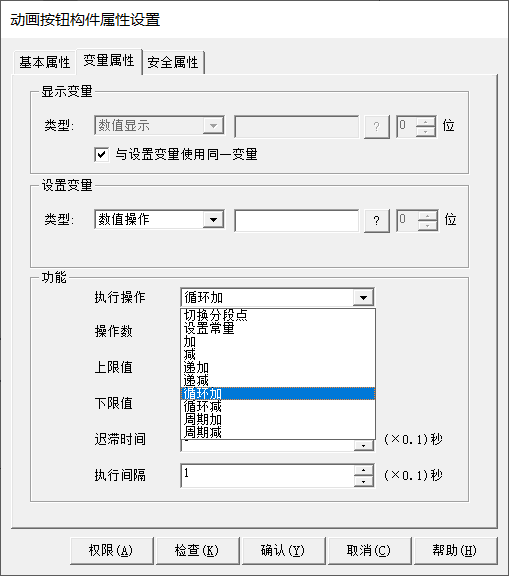 动画按钮构件属性设置
基本属性 变量属性 安全属性
显示变量
类型: 数值显示 ? 0 位
与设置变量使用同一变量
设置变量
类型: 数值操作 ? 0 位
功能
执行操作 循环加
切换分段点
设置常量
操作数
加
减
上限值
递加
递减
循环加
下限值
循环减
周期加
周期减
迟滞时间 (×0.1)秒
执行间隔 1 (×0.1)秒
权限(A) 检查(K) 确认(Y) 取消(C) 帮助(H)